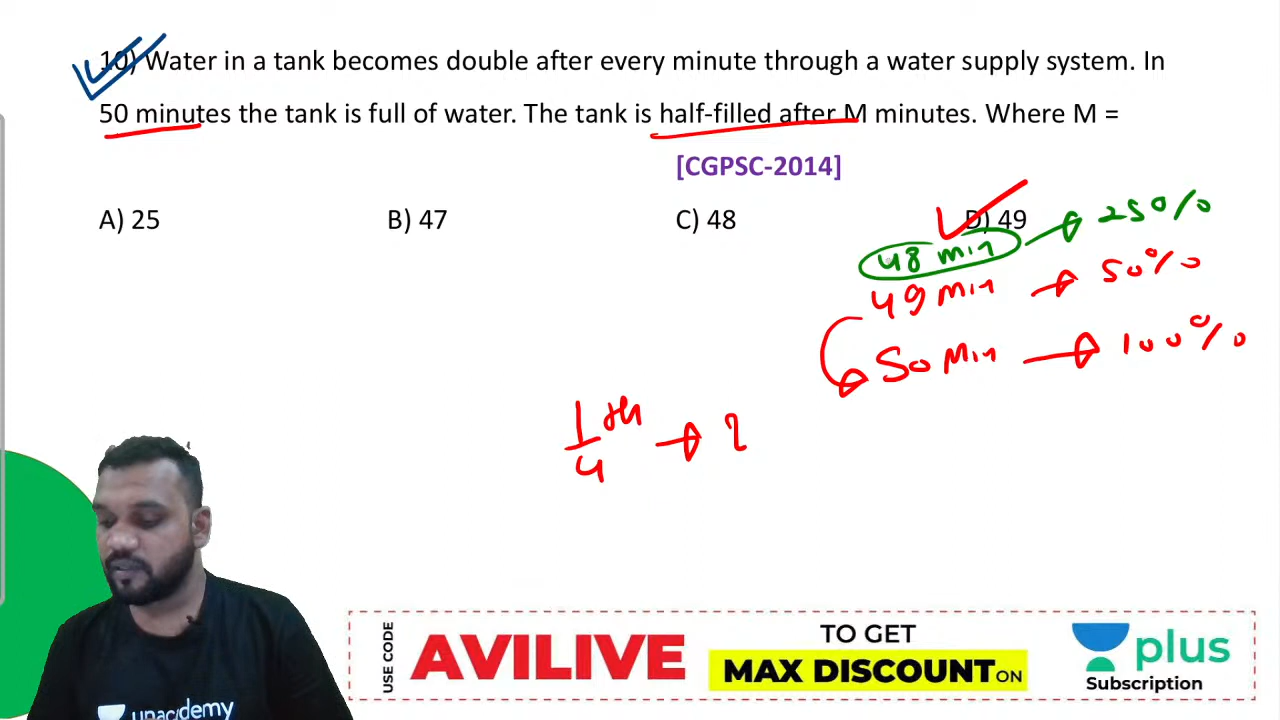 10) Water in a tank becomes double after every minute through a water supply system. In
50 minutes the tank is full of water. The tank is half-filled after M minutes. Where M =
[CGPSC-2014]
A) 25 B) 47 C) 48 D) 49
48 min 25%
49 min 50%
50 Min 100%
1/4 th
USE CODE
AVILIVE
TO GET
MAX DISCOUNT ON
plus
Subscription
unacademy